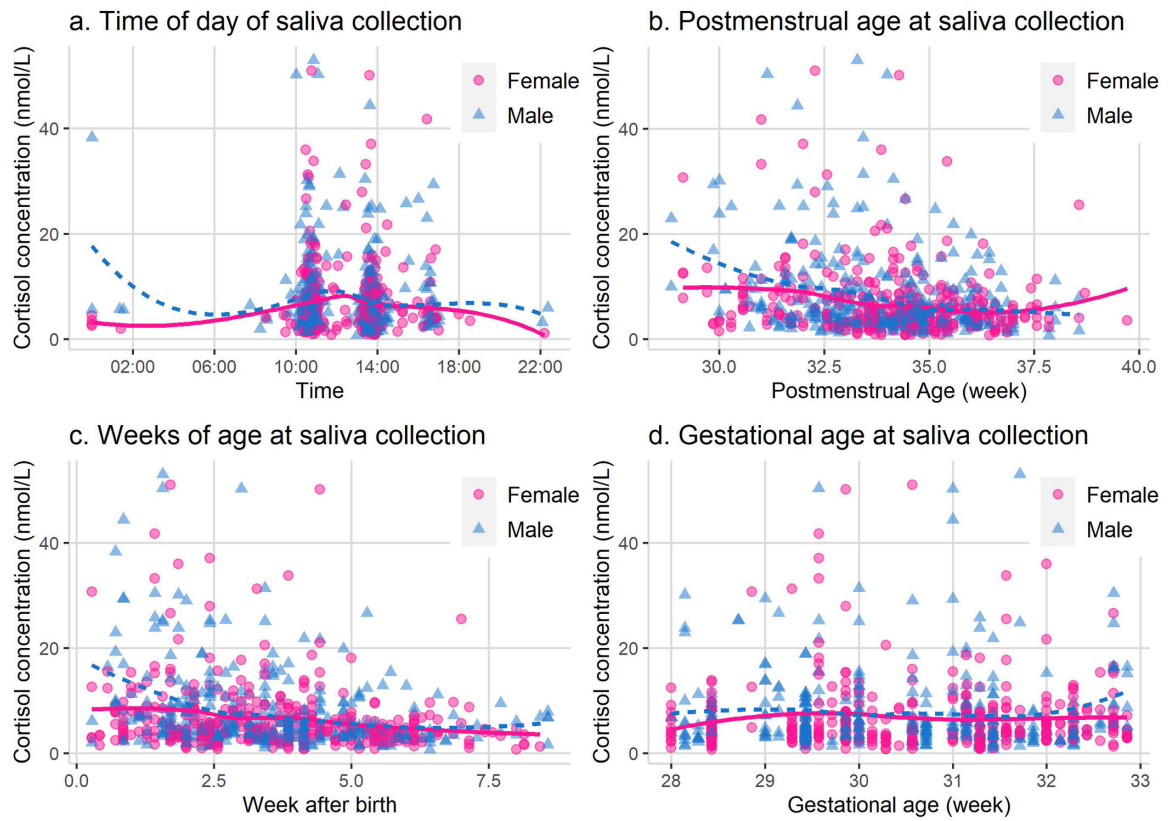 a. Time of day of saliva collection
Cortisol concentration (nmol/L)
40
20
0
Female
Male
02:00 06:00 10:00 14:00 18:00 22:00
Time
b. Postmenstrual age at saliva collection
Cortisol concentration (nmol/L)
40
20
0
Female
Male
30.0 32.5 35.0 37.5 40.0
Postmenstrual Age (week)
c. Weeks of age at saliva collection
Cortisol concentration (nmol/L)
40
20
0
Female
Male
0.0 2.5 5.0 7.5
Week after birth
d. Gestational age at saliva collection
Cortisol concentration (nmol/L)
40
20
0
Female
Male
28 29 30 31 32 33
Gestational age (week)